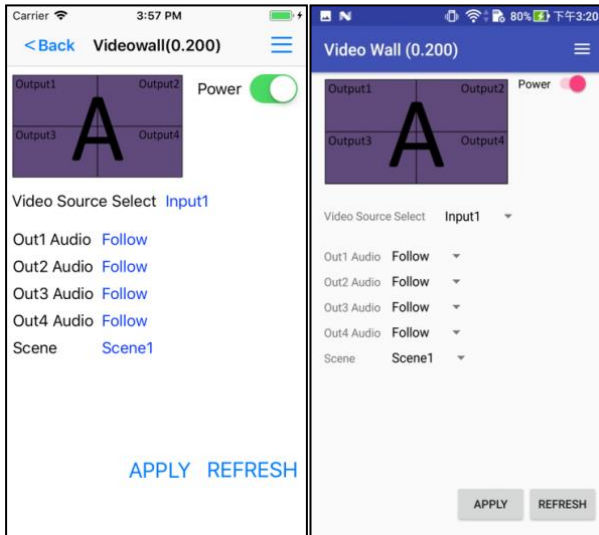 Carrier 3:57 PM
<Back Videowall(0.200)
Output1 Output2
A
Output3 Output4
Power
Video Source Select Input1
Out1 Audio Follow
Out2 Audio Follow
Out3 Audio Follow
Out4 Audio Follow
Scene Scene1
APPLY REFRESH
N 80% 下午3:20
Video Wall (0.200)
Output1 Output2
A
Output3 Output4
Power
Video Source Select Input1
Out1 Audio Follow
Out2 Audio Follow
Out3 Audio Follow
Out4 Audio Follow
Scene Scene1
APPLY REFRESH